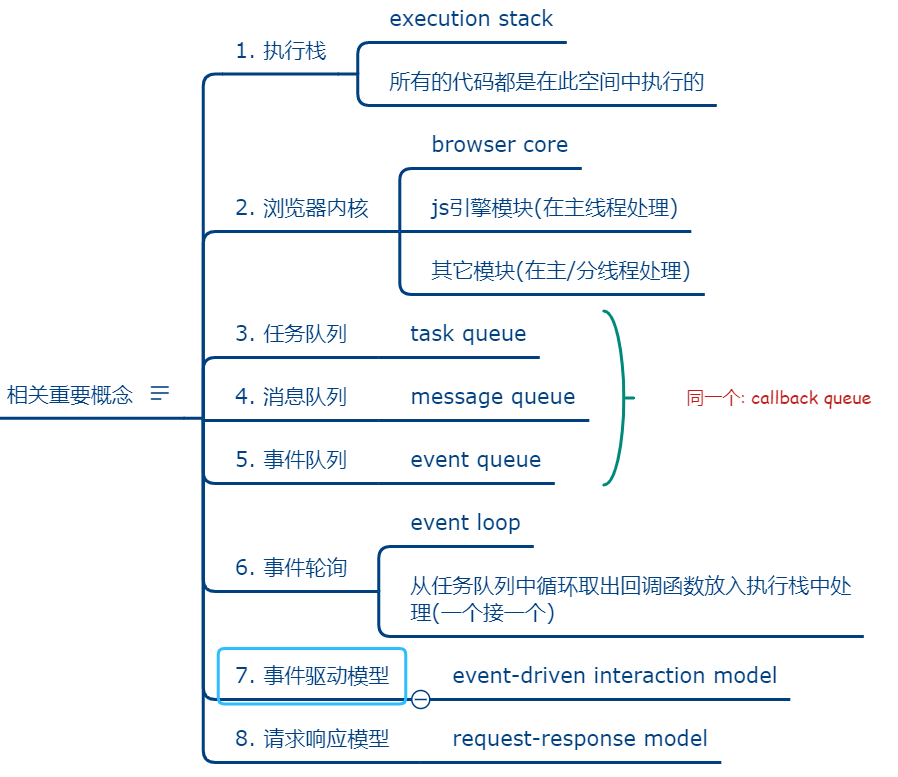 相关重要概念
1. 执行栈
execution stack
所有的代码都是在此空间中执行的
2. 浏览器内核
browser core
js引擎模块(在主线程处理)
其它模块(在主/分线程处理)
3. 任务队列
task queue
4. 消息队列
message queue
5. 事件队列
event queue
同一个: callback queue
6. 事件轮询
event loop
从任务队列中循环取出回调函数放入执行栈中处
理(一个接一个)
7. 事件驱动模型
event-driven interaction model
8. 请求响应模型
request-response model